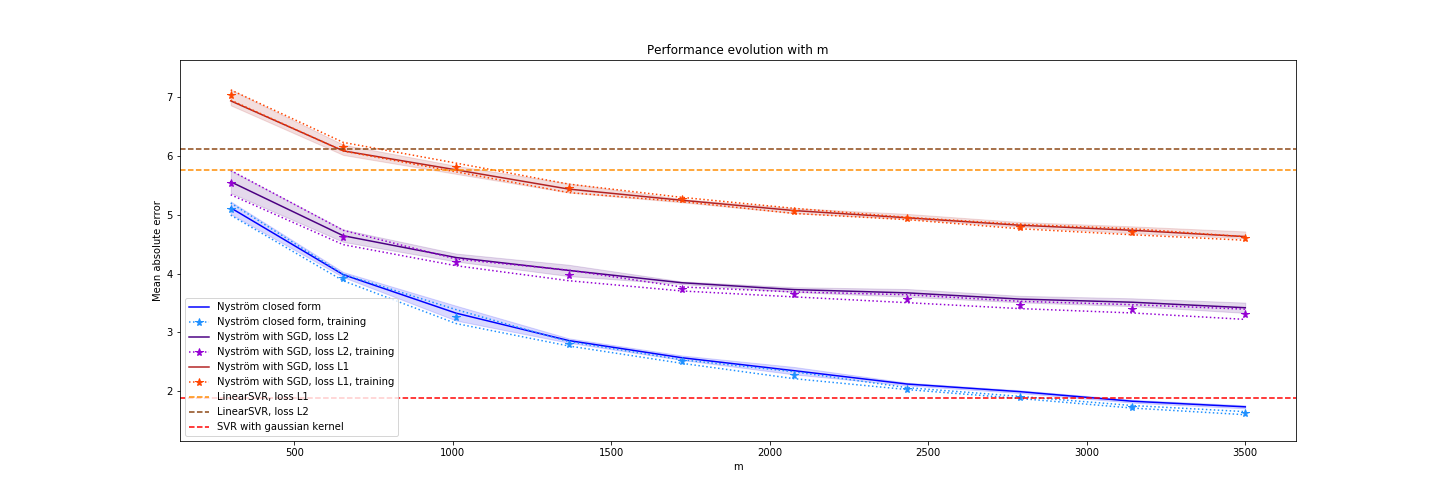 Performance evolution with m
Mean absolute error
7
6
5
4
3
2
Nyström closed form
Nyström closed form, training
Nyström with SGD, loss L2
Nyström with SGD, loss L2, training
Nyström with SGD, loss L1
Nyström with SGD, loss L1, training
LinearSVR, loss L1
LinearSVR, loss L2
SVR with gaussian kernel
500
1000
1500
2000
2500
3000
3500
m